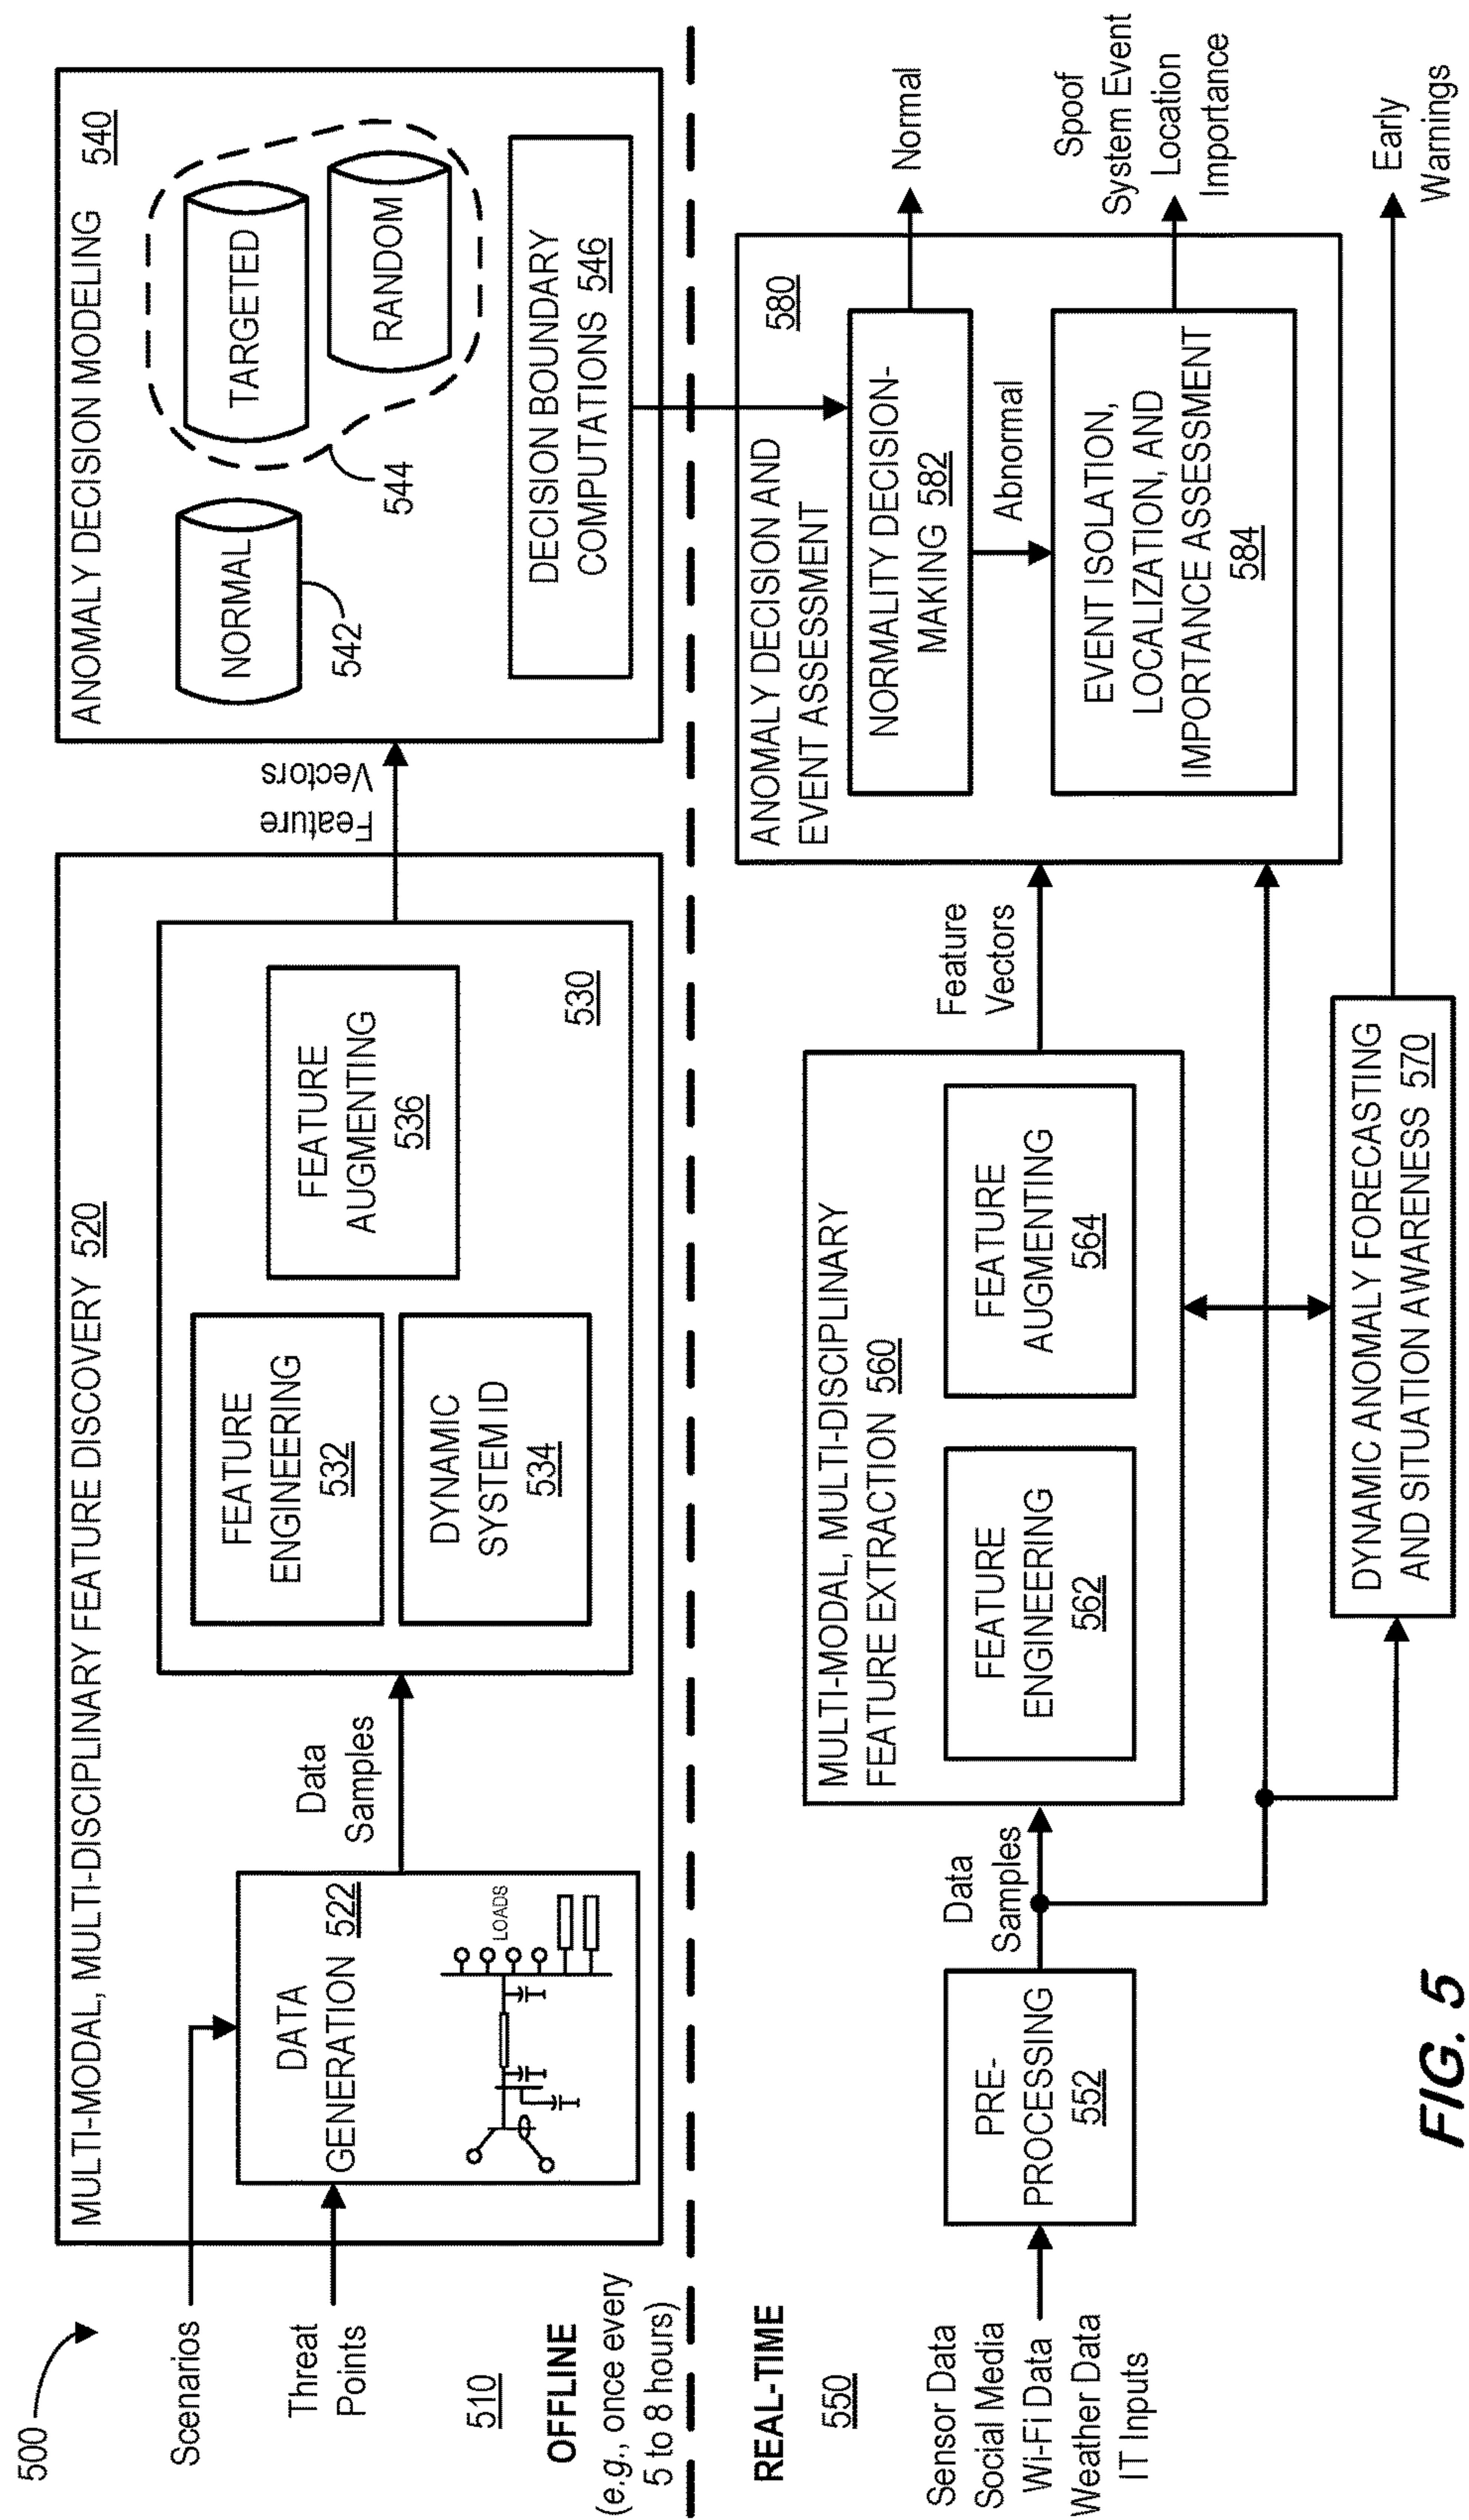 500
Scenarios
Threat
Points
510
OFFLINE
(e.g., once every
5 to 8 hours)
MULTI-MODAL, MULTI-DISCIPLINARY FEATURE DISCOVERY 520
DATA
GENERATION 522
LOADS
Data
Samples
FEATURE
ENGINEERING
532
DYNAMIC
SYSTEM ID
534
FEATURE
AUGMENTING
536
530
Feature
Vectors
ANOMALY DECISION MODELING 540
NORMAL
542
TARGETED
RANDOM
544
DECISION BOUNDARY
COMPUTATIONS 546
REAL-TIME
550
Sensor Data
Social Media
Wi-Fi Data
Weather Data
IT Inputs
PRE-
PROCESSING
552
Data
Samples
MULTI-MODAL, MULTI-DISCIPLINARY
FEATURE EXTRACTION 560
FEATURE
ENGINEERING
562
FEATURE
AUGMENTING
564
Feature
Vectors
DYNAMIC ANOMALY FORECASTING
AND SITUATION AWARENESS 570
ANOMALY DECISION AND
EVENT ASSESSMENT
580
NORMALITY DECISION-
MAKING 582
Abnormal
EVENT ISOLATION,
LOCALIZATION, AND
IMPORTANCE ASSESSMENT
584
Normal
Spoof
System Event
Location
Importance
Early
Warnings
FIG. 5